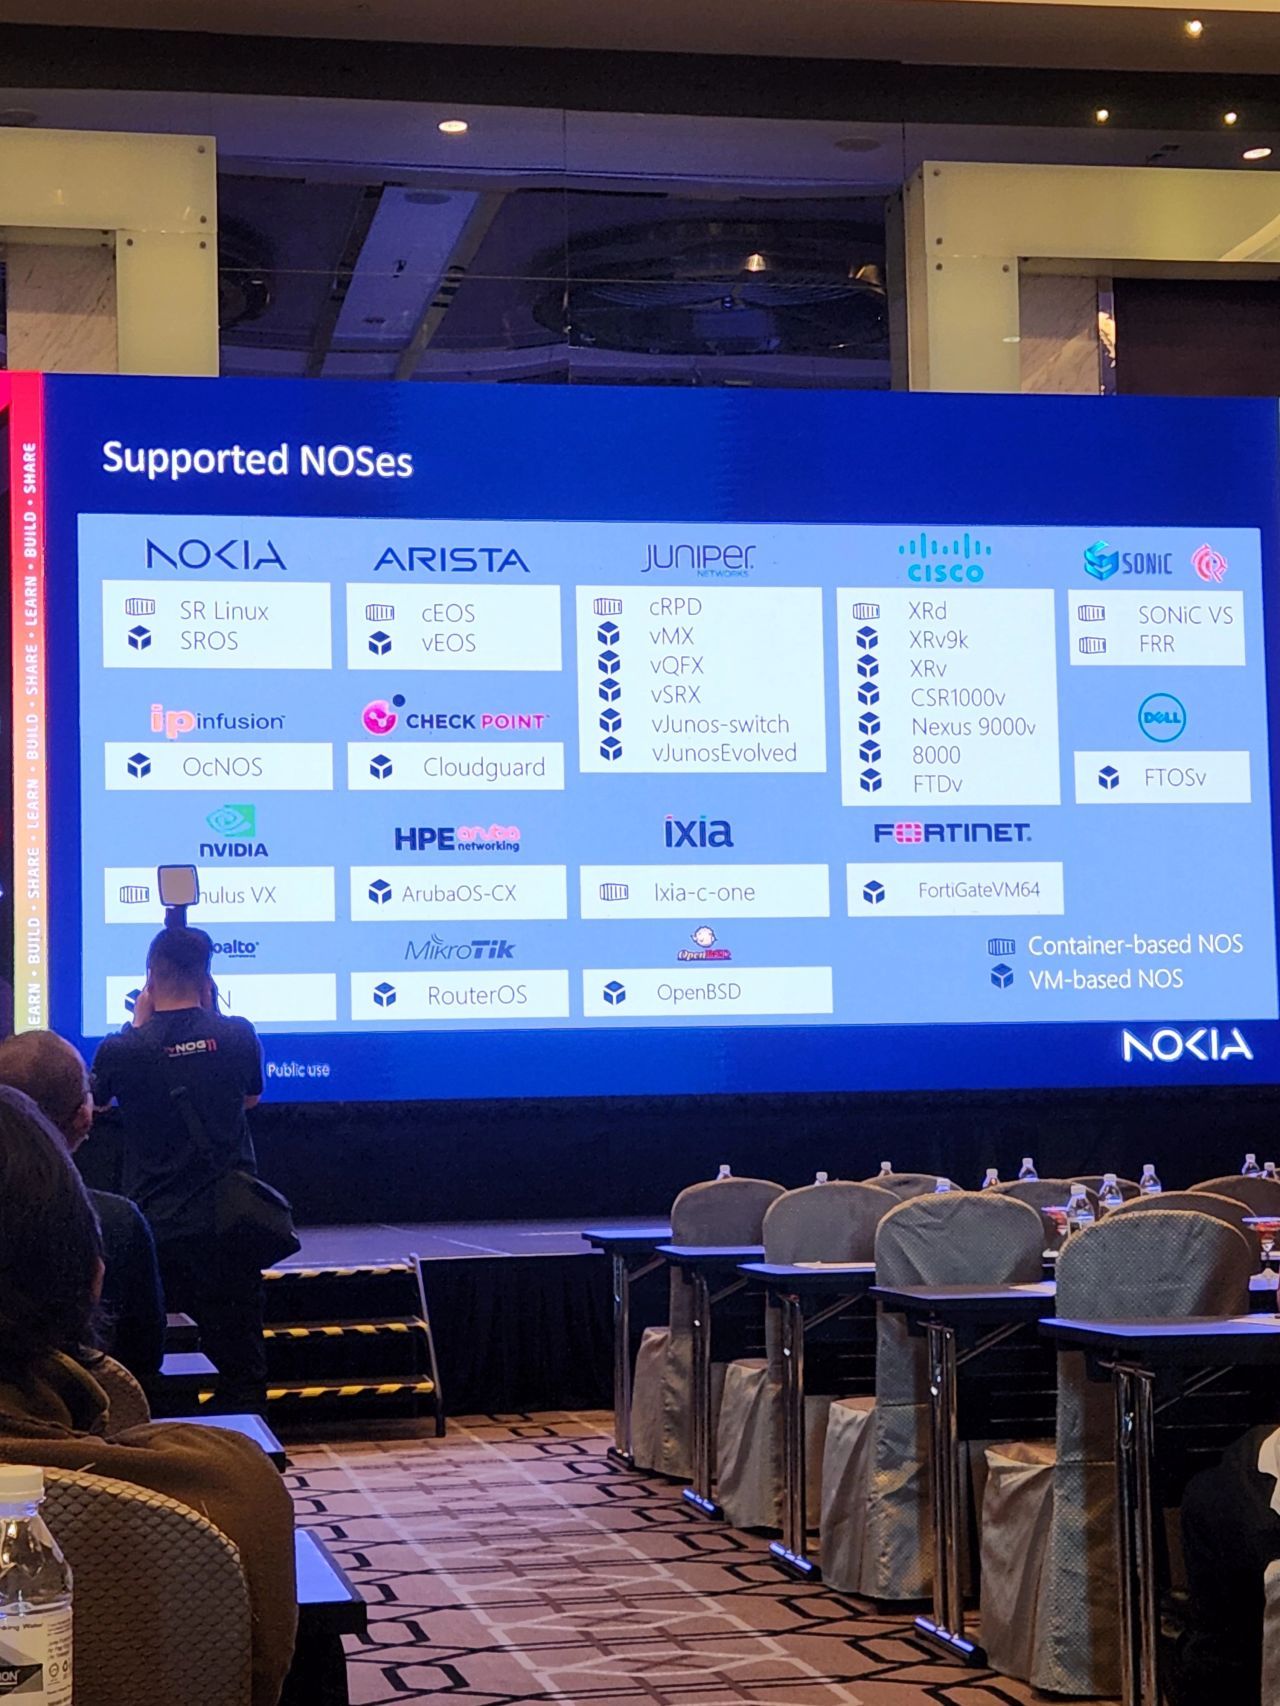 Supported NOSes
LEARN • BUILD • SHARE • LEARN • BUILD • SHARE • LEARN • BUILD • SHARE
NOKIA
SR Linux
SROS
ARISTA
cEOS
vEOS
JUNIPER
NETWORKS
cRPD
vMX
vQFX
vSRX
vJunos-switch
vJunosEvolved
CISCO
XRd
XRv9k
XRv
CSR1000v
Nexus 9000v
8000
FTDv
SONiC
SONiC VS
FRR
ipinfusion
OcNOS
CHECK POINT
Cloudguard
DELL
FTOSv
NVIDIA
VX
HPE aruba
networking
ArubaOS-CX
ixia
Ixia-c-one
FORTINET
FortiGateVM64
MikroTik
RouterOS
OpenBSD
OpenBSD
Container-based NOS
VM-based NOS
Public use
NOKIA